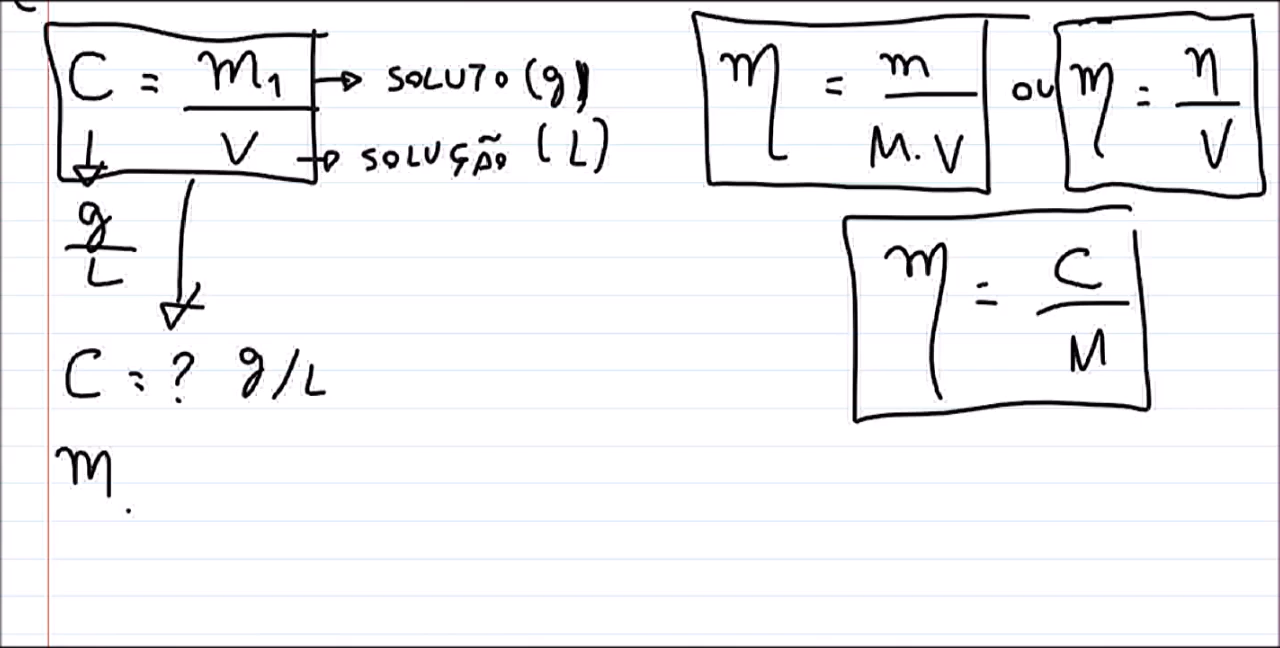 C = m₁ / V → SOLUTO (g)
→ SOLUÇÃO (L)
g/L
C = ? g/L
m
η = m / M.V ou η = η / V
η = C / M